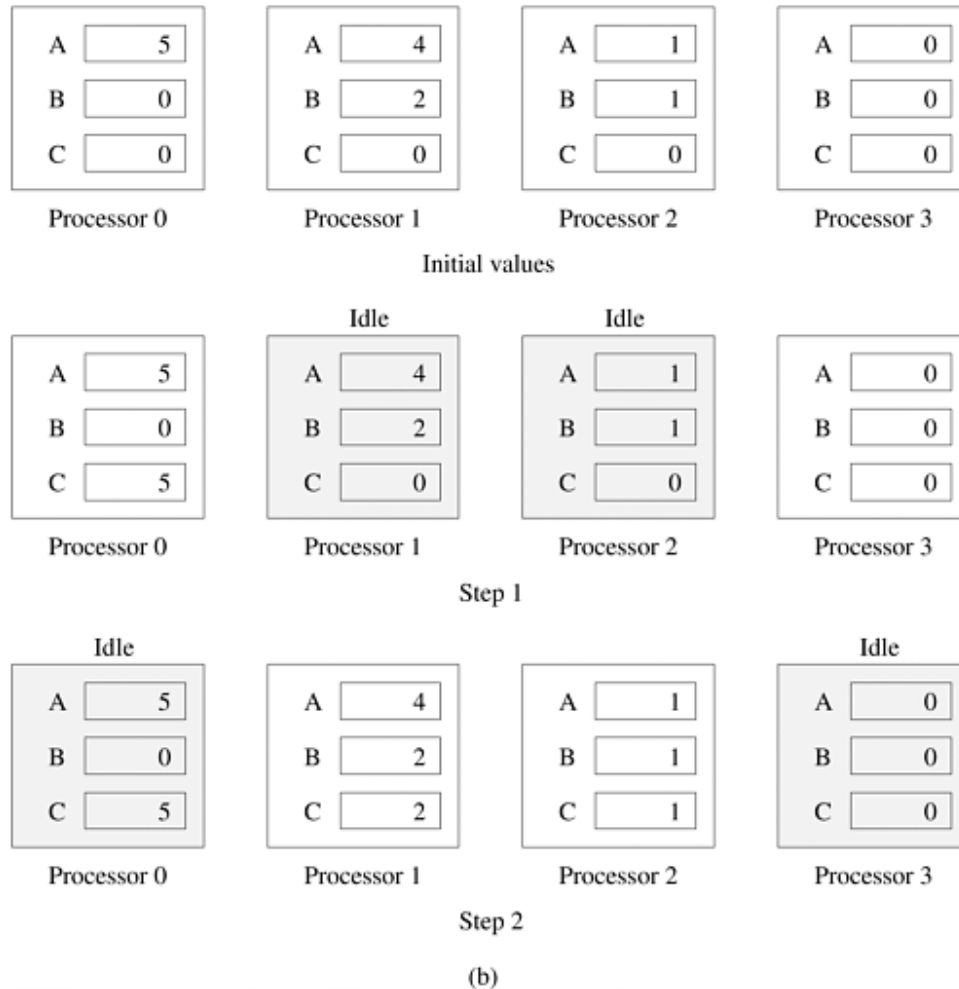 A 5 A 4 A 1 A 0
B 0 B 2 B 1 B 0
C 0 C 0 C 0 C 0
Processor 0 Processor 1 Processor 2 Processor 3
Initial values
Idle Idle
A 5 A 4 A 1 A 0
B 0 B 2 B 1 B 0
C 5 C 0 C 0 C 0
Processor 0 Processor 1 Processor 2 Processor 3
Step 1
Idle Idle
A 5 A 4 A 1 A 0
B 0 B 2 B 1 B 0
C 5 C 2 C 1 C 0
Processor 0 Processor 1 Processor 2 Processor 3
Step 2
(b)